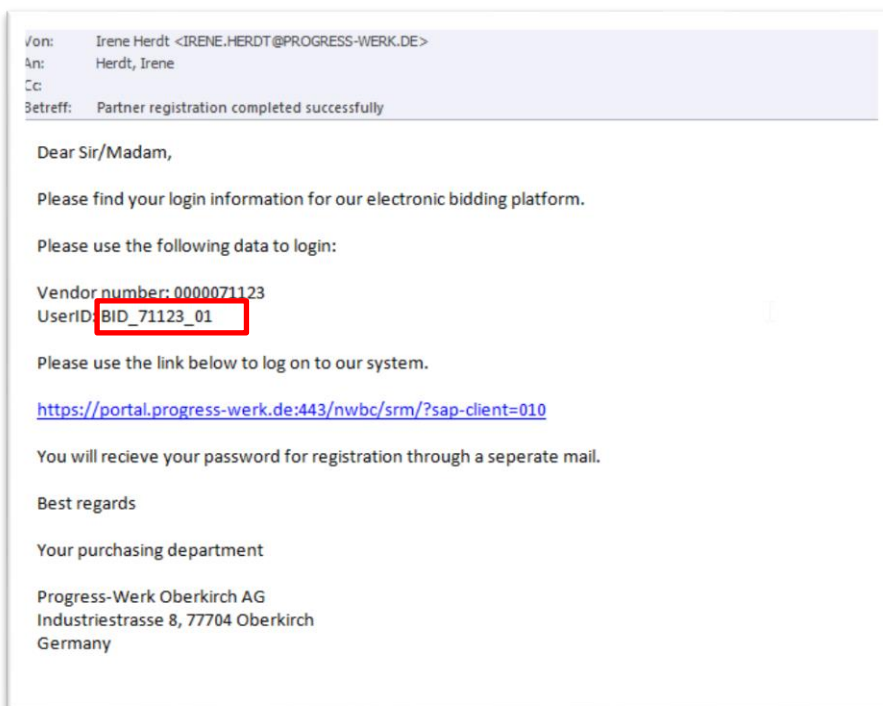 Von: Irene Herdt <IRENE.HERDT@PROGRESS-WERK.DE>
An: Herdt, Irene
Cc:
Betreff: Partner registration completed successfully
Dear Sir/Madam,
Please find your login information for our electronic bidding platform.
Please use the following data to login:
Vendor number: 0000071123
UserID: BID_71123_01
Please use the link below to log on to our system.
https://portal.progress-werk.de:443/nwbc/srm/?sap-client=010
You will recieve your password for registration through a seperate mail.
Best regards
Your purchasing department
Progress-Werk Oberkirch AG
Industriestrasse 8, 77704 Oberkirch
Germany